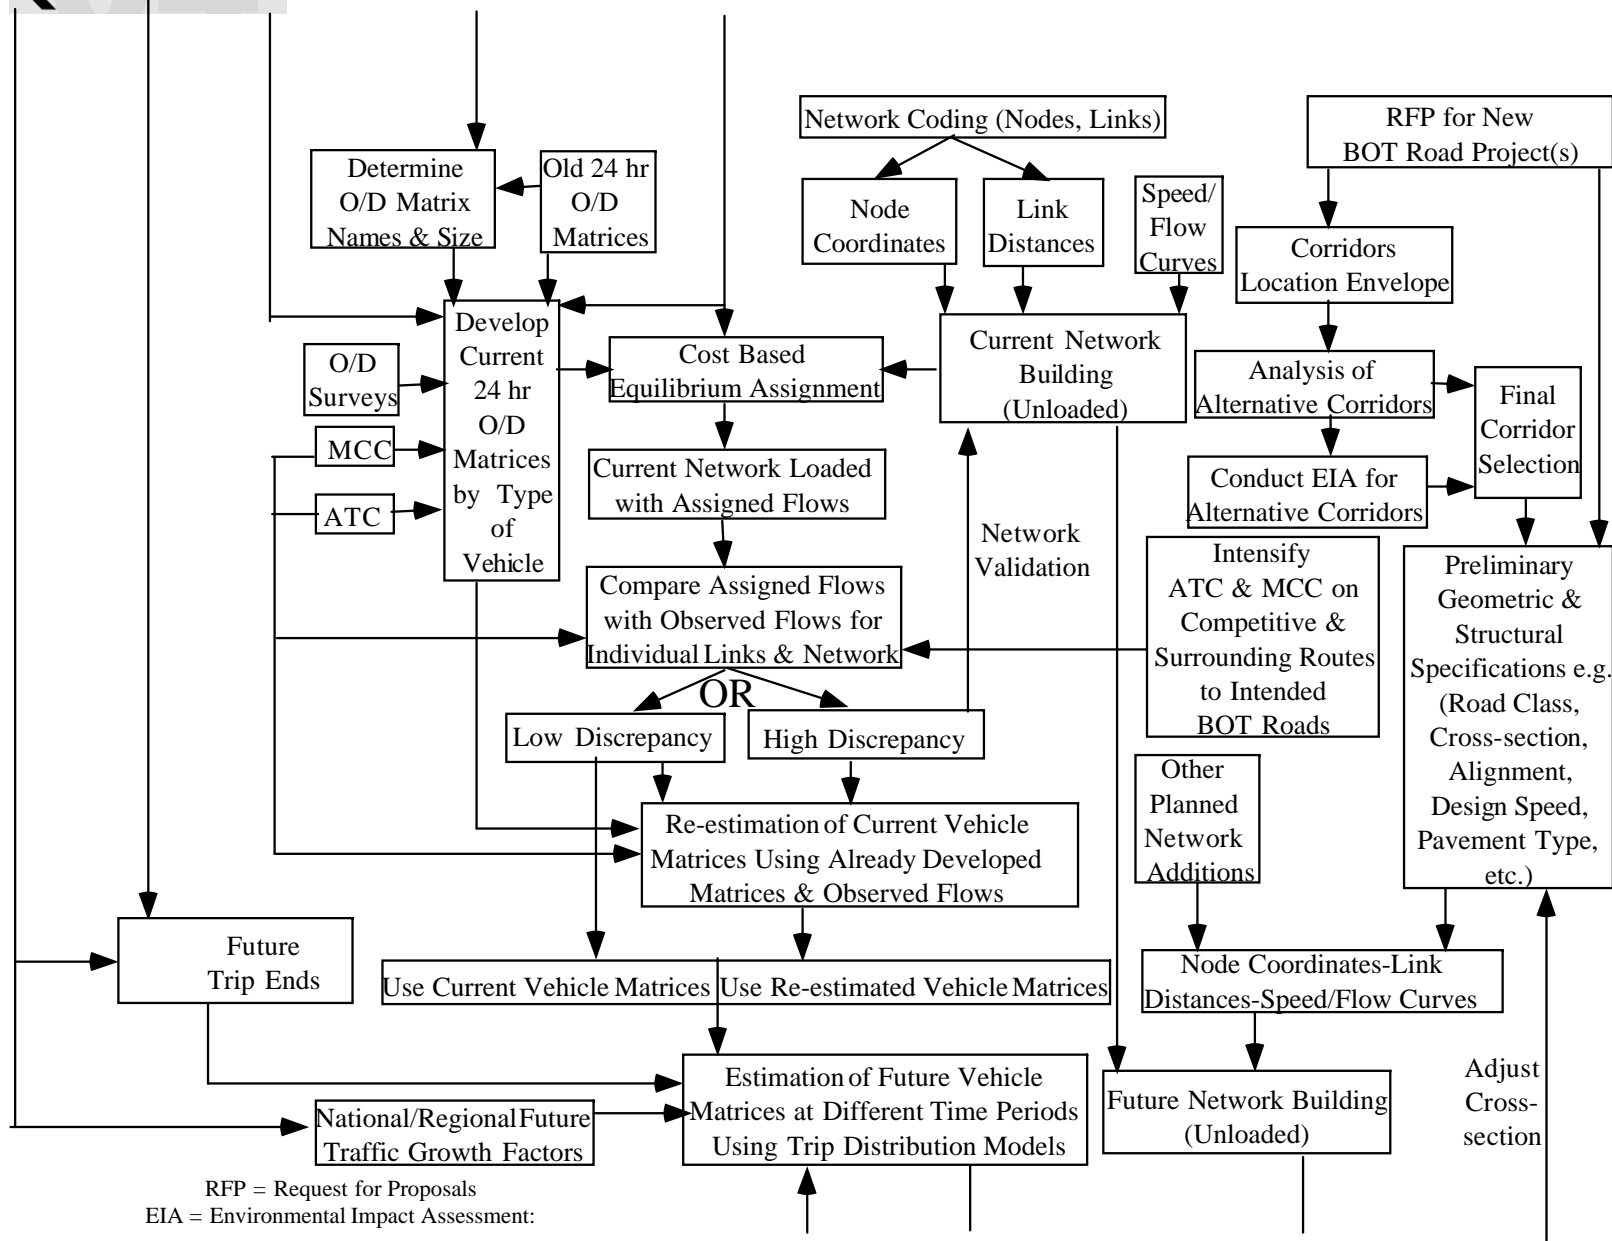 Network Coding (Nodes, Links)
RFP for New
BOT Road Project(s)
Determine
O/D Matrix
Names & Size
Old 24 hr
O/D
Matrices
Node
Coordinates
Link
Distances
Speed/
Flow
Curves
Corridors
Location Envelope
Develop
Current
24 hr
O/D
Matrices
by Type
of
Vehicle
O/D
Surveys
MCC
ATC
Cost Based
Equilibrium Assignment
Current Network
Building
(Unloaded)
Analysis of
Alternative Corridors
Final
Corridor
Selection
Conduct EIA for
Alternative Corridors
Current Network Loaded
with Assigned Flows
Network
Validation
Compare Assigned Flows
with Observed Flows for
Individual Links & Network
Intensify
ATC & MCC on
Competitive &
Surrounding Routes
to Intended
BOT Roads
Preliminary
Geometric &
Structural
Specifications e.g.
(Road Class,
Cross-section,
Alignment,
Design Speed,
Pavement Type,
etc.)
OR
Low Discrepancy
High Discrepancy
Other
Planned
Network
Additions
Re-estimation of Current Vehicle
Matrices Using Already Developed
Matrices & Observed Flows
Future
Trip Ends
Use Current Vehicle Matrices
Use Re-estimated Vehicle Matrices
Node Coordinates-Link
Distances-Speed/Flow Curves
Estimation of Future Vehicle
Matrices at Different Time Periods
Using Trip Distribution Models
Future Network Building
(Unloaded)
Adjust
Cross-
section
National/Regional Future
Traffic Growth Factors
RFP = Request for Proposals
EIA = Environmental Impact Assessment: